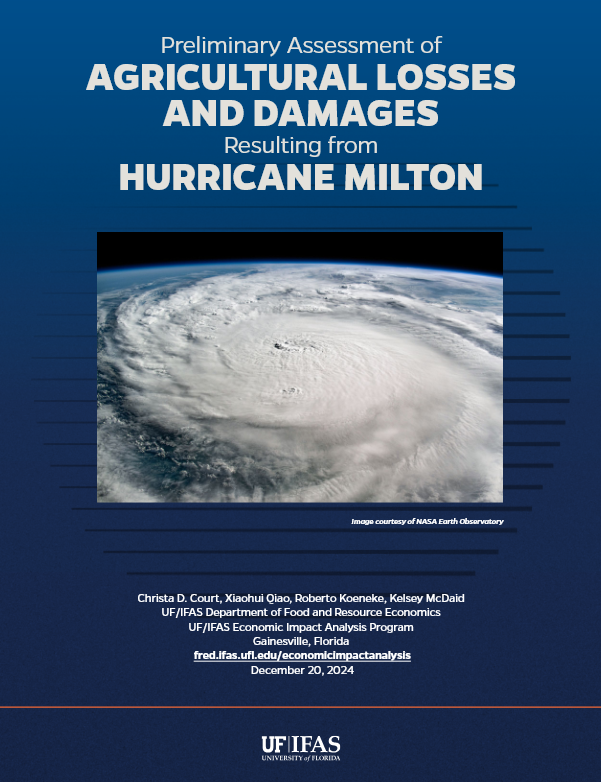 Preliminary Assessment of
AGRICULTURAL LOSSES
AND DAMAGES
Resulting from
HURRICANE MILTON
Image courtesy of NASA Earth Observatory
Christa D. Court, Xiaohui Qiao, Roberto Koeneke, Kelsey McDaid
UF/IFAS Department of Food and Resource Economics
UF/IFAS Economic Impact Analysis Program
Gainesville, Florida
fred.ifas.ufl.edu/economicimpactanalysis
December 20, 2024
UF|IFAS
UNIVERSITY of FLORIDA